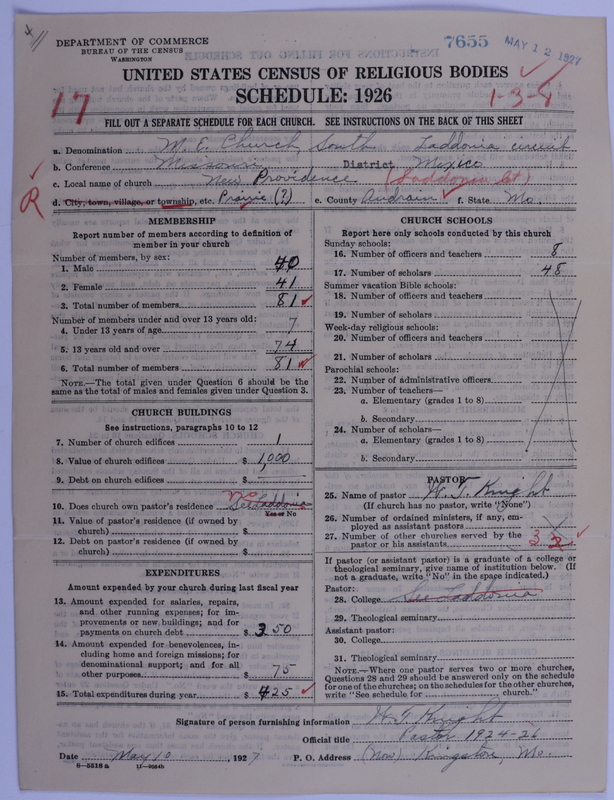 7655 MAY 12 1927
DEPARTMENT OF COMMERCE
BUREAU OF THE CENSUS
WASHINGTON
UNITED STATES CENSUS OF RELIGIOUS BODIES
SCHEDULE: 1926
17
1-3-8
FILL OUT A SEPARATE SCHEDULE FOR EACH CHURCH. SEE INSTRUCTIONS ON THE BACK OF THIS SHEET
a. Denomination M. E. Church, South Laddonia circuit
b. Conference Missouri District Mexico
c. Local name of church New Providence (Laddonia Ct)
R
d. City, town, village, or township, etc. Prairie (?) e. County Audrain f. State Mo.
MEMBERSHIP
Report number of members according to definition of
member in your church
Number of members, by sex:
1. Male 40
2. Female 41
3. Total number of members 81
Number of members under and over 13 years old:
4. Under 13 years of age 7
5. 13 years old and over 74
6. Total number of members 81
NOTE.—The total given under Question 6 should be the
same as the total of males and females given under Question 3.
CHURCH BUILDINGS
See instructions, paragraphs 10 to 12
7. Number of church edifices 1
8. Value of church edifices $ 1,000
9. Debt on church edifices $
10. Does church own pastor's residence? See Laddonia
Yes or No
11. Value of pastor's residence (if owned by
church) $
12. Debt on pastor's residence (if owned by
church) $
EXPENDITURES
Amount expended by your church during last fiscal year
13. Amount expended for salaries, repairs,
and other running expenses; for im-
provements or new buildings; and for
payments on church debt $ 350
14. Amount expended for benevolences, in-
cluding home and foreign missions; for
denominational support; and for all
other purposes $ 75
15. Total expenditures during year $ 425
CHURCH SCHOOLS
Report here only schools conducted by this church
Sunday schools:
16. Number of officers and teachers 8
17. Number of scholars 48
Summer vacation Bible schools:
18. Number of officers and teachers
19. Number of scholars
Week-day religious schools:
20. Number of officers and teachers
21. Number of scholars
Parochial schools:
22. Number of administrative officers
23. Number of teachers—
a. Elementary (grades 1 to 8)
b. Secondary
24. Number of scholars—
a. Elementary (grades 1 to 8)
b. Secondary
PASTOR
25. Name of pastor W. T. Knight
(If church has no pastor, write "None")
26. Number of ordained ministers, if any, em-
ployed as assistant pastors
27. Number of other churches served by the
pastor or his assistants 3 2
If pastor (or assistant pastor) is a graduate of a college or
theological seminary, give name of institution below. (If
not a graduate, write "No" in the space indicated.)
Pastor:
28. College See Laddonia
29. Theological seminary
Assistant pastor:
30. College
31. Theological seminary
NOTE.—Where one pastor serves two or more churches,
Questions 28 and 29 should be answered only on the schedule
for one of the churches; on the schedules for the other churches,
write "See schedule for church."
Signature of person furnishing information W. T. Knight
Official title Pastor 1924-26
Date May 10, 1927 P. O. Address (Now) Kingston, Mo.
8—5518 a 11—9084b